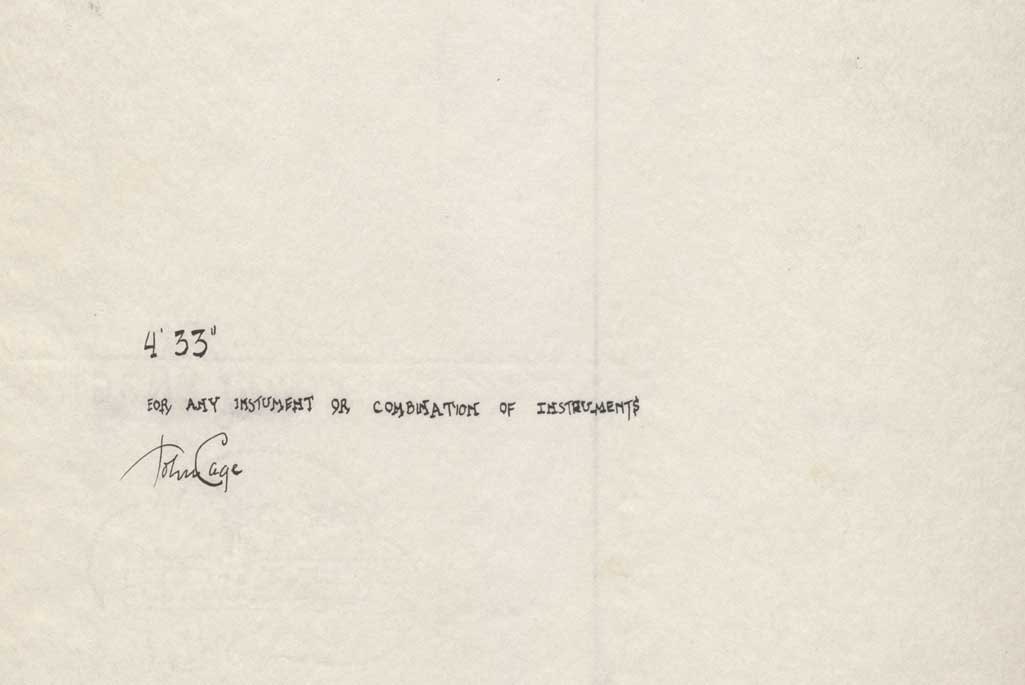 4' 33"
FOR ANY INSTUMENT OR COMBINATION OF INSTRUMENTS
John Cage